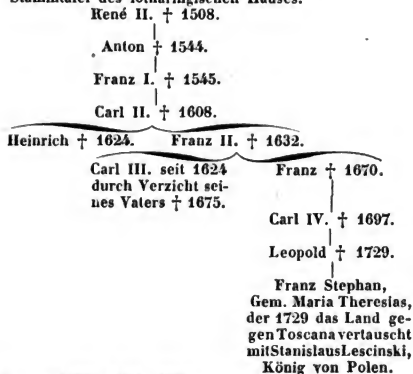 Stammtafel des lotharingischen Hauses.
René II. † 1508.
Anton † 1544.
Franz I. † 1545.
Carl II. † 1608.
Heinrich † 1624. Franz II. † 1632.
Carl III. seit 1624
durch Verzicht sei-
nes Vaters † 1675.
Franz † 1670.
Carl IV. † 1697.
Leopold † 1729.
Franz Stephan,
Gem. Maria Theresias,
der 1729 das Land ge-
gen Toscana vertauscht
mit Stanislaus Lescinski,
König von Polen.